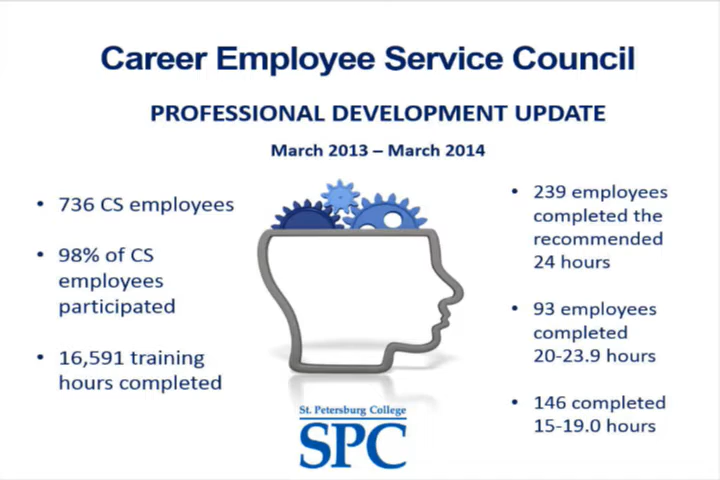 Career Employee Service Council
PROFESSIONAL DEVELOPMENT UPDATE
March 2013 – March 2014
• 736 CS employees
• 98% of CS
employees
participated
• 16,591 training
hours completed
• 239 employees
completed the
recommended
24 hours
• 93 employees
completed
20-23.9 hours
• 146 completed
15-19.0 hours
St. Petersburg College
SPC